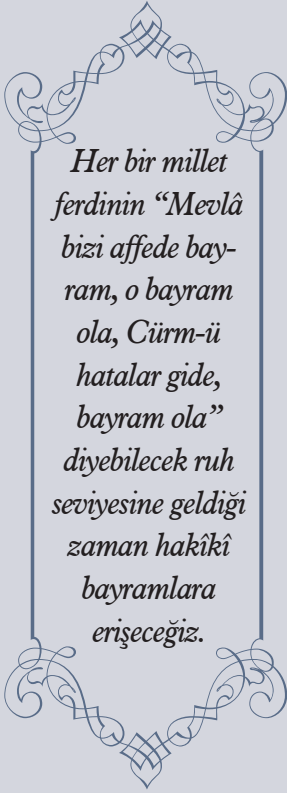 Her bir millet
ferdinin “Mevlâ
bizi affede bay-
ram, o bayram
ola, Cürm-ü
hatalar gide,
bayram ola”
diyebilecek ruh
seviyesine geldiği
zaman hakîkî
bayramlara
erişeceğiz.